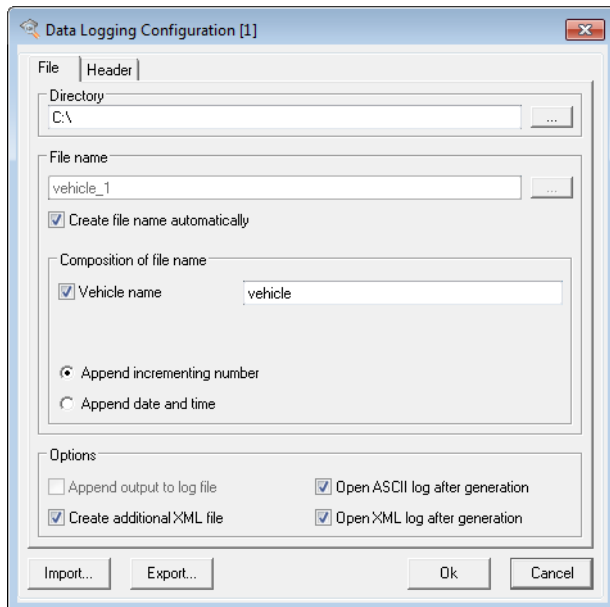 Data Logging Configuration [1]
File Header
Directory
C:\
...
File name
vehicle_1
...
Create file name automatically
Composition of file name
Vehicle name vehicle
Append incrementing number
Append date and time
Options
Append output to log file Open ASCII log after generation
Create additional XML file Open XML log after generation
Import... Export... Ok Cancel